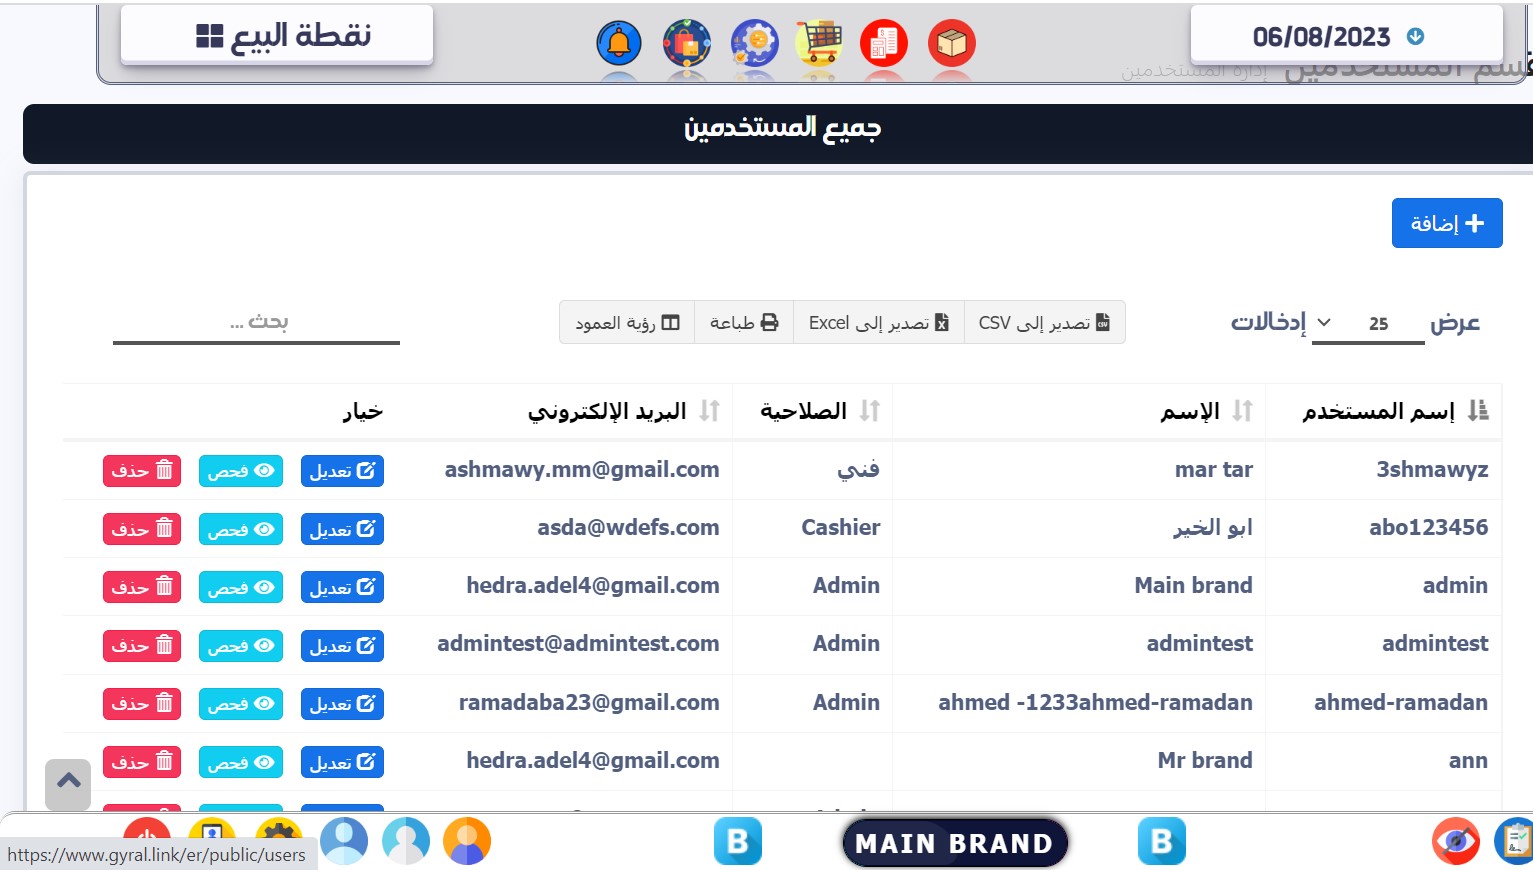 06/08/2023
نقطة البيع
قسم المستخدمين إدارة المستخدمين
جميع المستخدمين
إضافة
عرض 25 إدخالات
تصدير إلى CSV تصدير إلى Excel طباعة رؤية العمود
بحث ...
إسم المستخدم الإسم الصلاحية البريد الإلكتروني خيار
3shmawyz mar tar فني ashmawy.mm@gmail.com تعديل فحص حذف
abo123456 ابو الخير Cashier asda@wdefs.com تعديل فحص حذف
admin Main brand Admin hedra.adel4@gmail.com تعديل فحص حذف
admintest admintest Admin admintest@admintest.com تعديل فحص حذف
ahmed-ramadan ahmed -1233ahmed-ramadan Admin ramadaba23@gmail.com تعديل فحص حذف
ann Mr brand hedra.adel4@gmail.com تعديل فحص حذف
B MAIN BRAND B
https://www.gyral.link/er/public/users